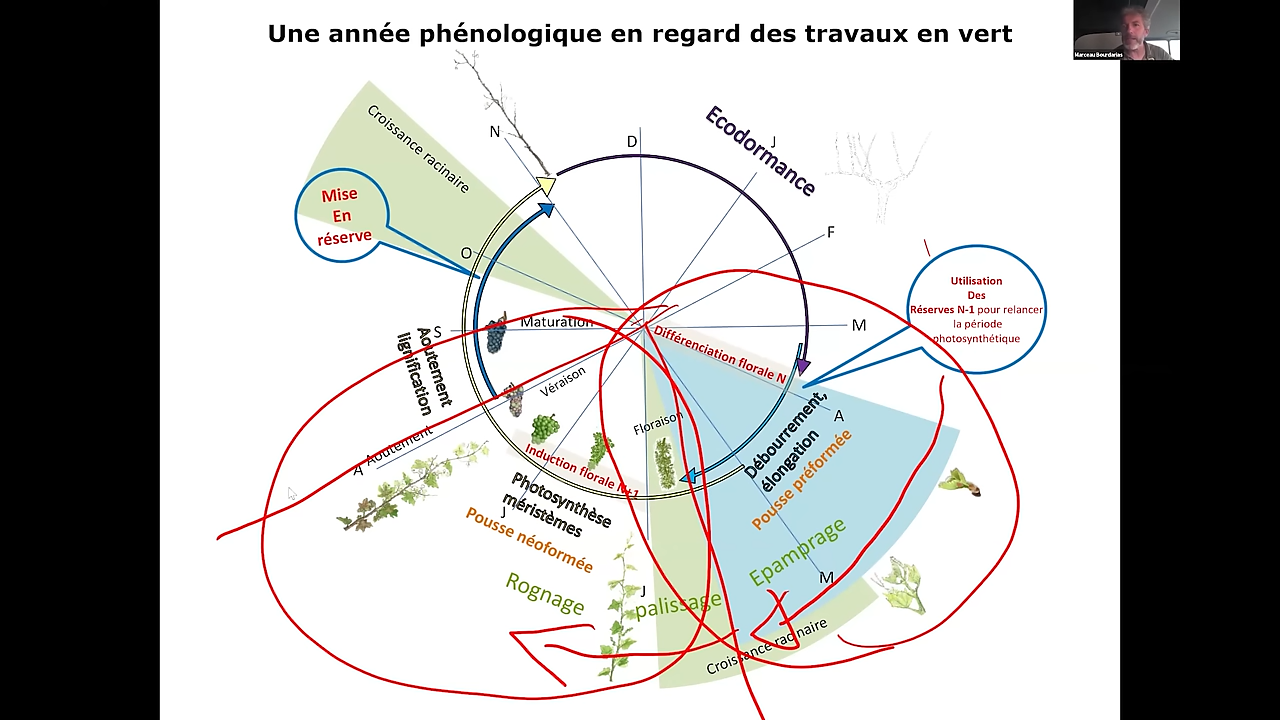 Une année phénologique en regard des travaux en vert
Marceau Bourdarias
Croissance racinaire
N
D
J
Ecodormance
F
Mise
En
réserve
O
Utilisation
Des
Réserves N-1 pour relancer
la période
photosynthétique
S
Maturation
M
Différenciation florale N
Aoutement
lignification
Véraison
Floraison
A
Débourrement,
élongation
Pousse préformée
A
Aoutement
Induction florale N+1
Photosynthèse
méristèmes
J
Pousse néoformée
Epamprage
M
Rognage
J
palissage
Croissance racinaire